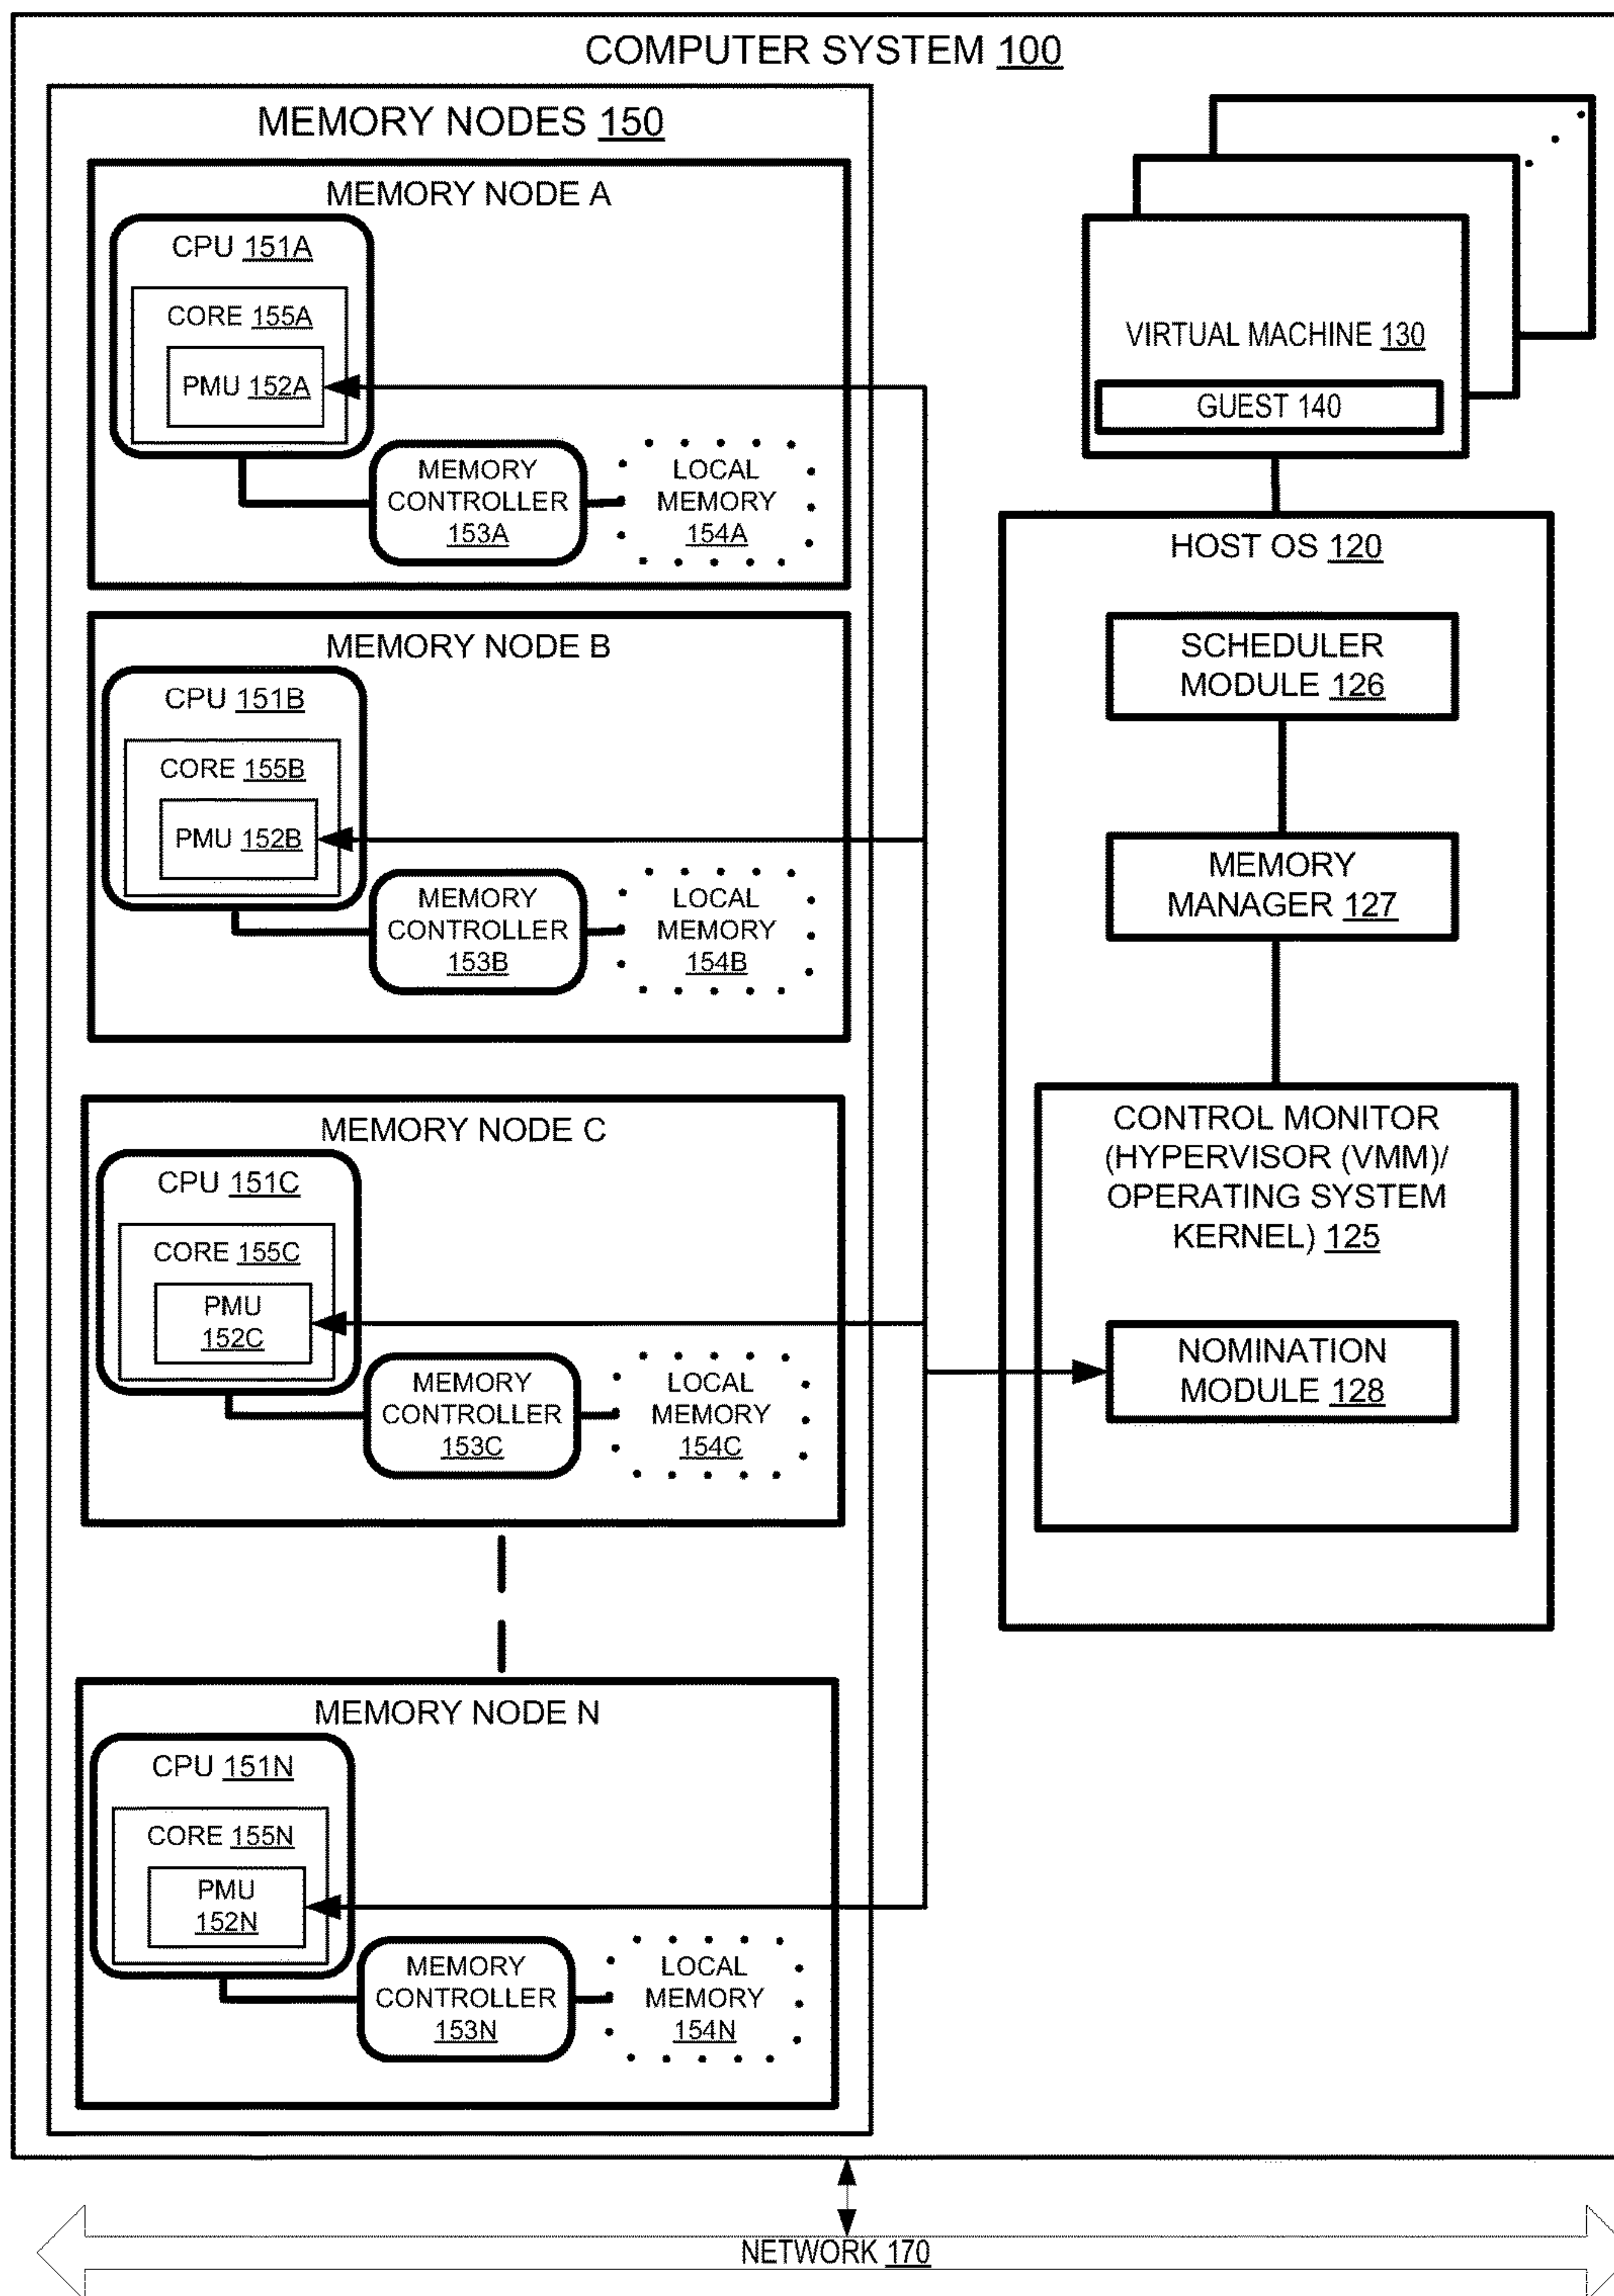 COMPUTER SYSTEM 100
MEMORY NODES 150
MEMORY NODE A
CPU 151A
CORE 155A
PMU 152A
MEMORY
CONTROLLER
153A
LOCAL
MEMORY
154A
MEMORY NODE B
CPU 151B
CORE 155B
PMU 152B
MEMORY
CONTROLLER
153B
LOCAL
MEMORY
154B
MEMORY NODE C
CPU 151C
CORE 155C
PMU
152C
MEMORY
CONTROLLER
153C
LOCAL
MEMORY
154C
MEMORY NODE N
CPU 151N
CORE 155N
PMU
152N
MEMORY
CONTROLLER
153N
LOCAL
MEMORY
154N
VIRTUAL MACHINE 130
GUEST 140
HOST OS 120
SCHEDULER
MODULE 126
MEMORY
MANAGER 127
CONTROL MONITOR
(HYPERVISOR (VMM)/
OPERATING SYSTEM
KERNEL) 125
NOMINATION
MODULE 128
NETWORK 170